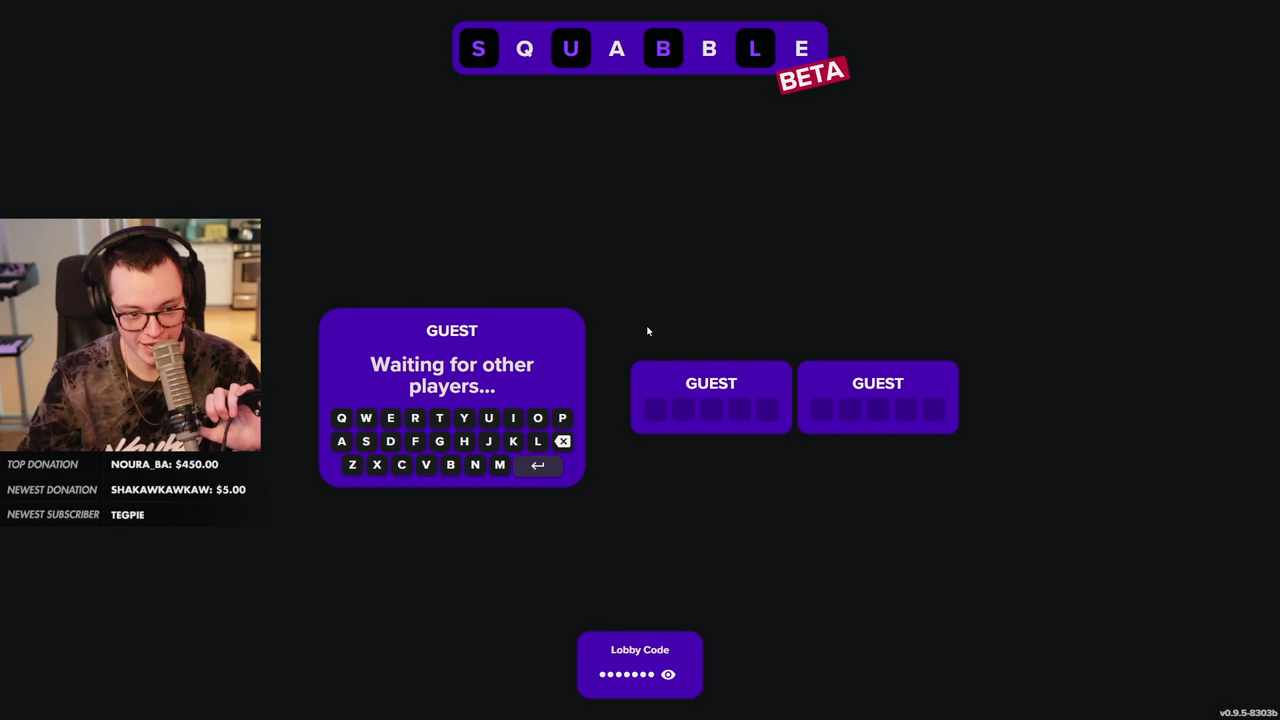 SQUABBLE
BETA
GUEST
Waiting for other
players...
Q W E R T Y U I O P
A S D F G H J K L
Z X C V B N M
GUEST
GUEST
TOP DONATION NOURA_BA: $450.00
NEWEST DONATION SHAKAWKAWKAW: $5.00
NEWEST SUBSCRIBER TEGPIE
Lobby Code
•••••••
v0.9.5-8303b